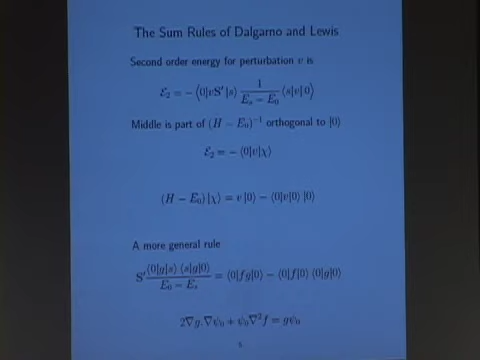 The Sum Rules of Dalgarno and Lewis
Second order energy for perturbation v is
ℰ₂ = − ⟨0|vS′|s⟩ 1/(Eₛ − E₀) ⟨s|v|0⟩
Middle is part of (H − E₀)⁻¹ orthogonal to |0⟩
ℰ₂ = − ⟨0|v|χ⟩
(H − E₀)|χ⟩ = v|0⟩ − ⟨0|v|0⟩|0⟩
A more general rule
S′ ⟨0|g|s⟩ ⟨s|g|0⟩/(E₀ − Eₛ) = ⟨0|fg|0⟩ − ⟨0|f|0⟩ ⟨0|g|0⟩
2∇g.∇ψ₀ + ψ₀∇²f = gψ₀